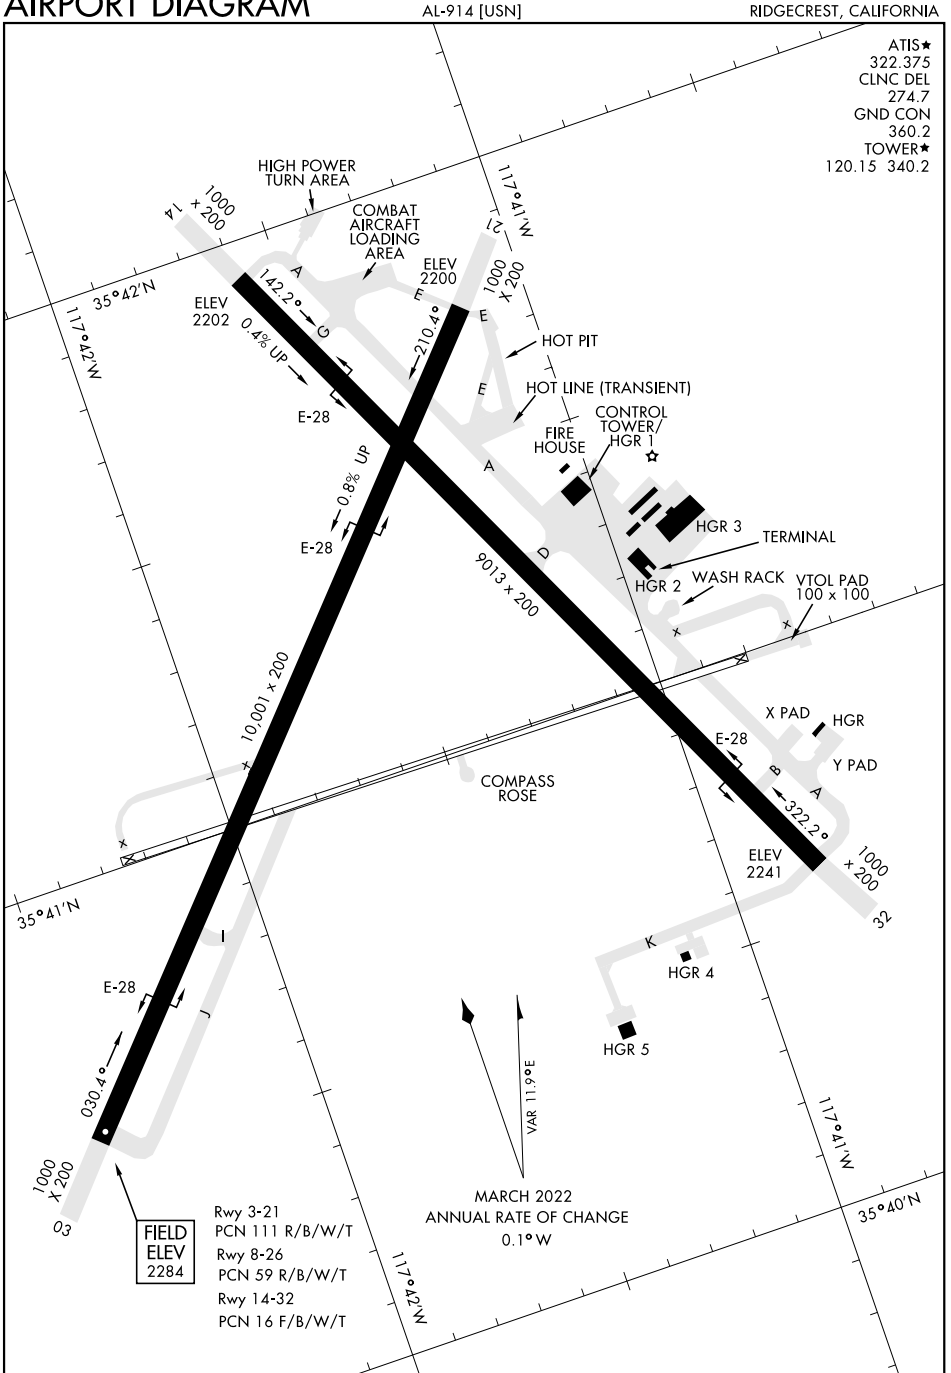 AIRPORT DIAGRAM
AL-914 [USN]
RIDGECREST, CALIFORNIA
ATIS★
322.375
CLNC DEL
274.7
GND CON
360.2
TOWER★
120.15 340.2
HIGH POWER
TURN AREA
COMBAT
AIRCRAFT
LOADING
AREA
14
1000
x 200
117°41'W
21
1000
X 200
ELEV
2200
35°42'N
117°42'W
ELEV
2202
142.2°
A
G
0.4% UP
E
E
210.4°
HOT PIT
E
HOT LINE (TRANSIENT)
E-28
CONTROL
TOWER/
HGR 1
FIRE
HOUSE
A
0.8% UP
E-28
HGR 3
TERMINAL
D
9013 x 200
HGR 2
WASH RACK
VTOL PAD
100 x 100
x
x
10,001 x 200
X PAD
HGR
E-28
Y PAD
B
A
x
COMPASS
ROSE
322.2°
x
ELEV
2241
1000
x 200
32
35°41'N
I
K
HGR 4
E-28
J
HGR 5
030.4°
VAR 11.9°E
117°41'W
1000
X 200
03
MARCH 2022
ANNUAL RATE OF CHANGE
0.1°W
35°40'N
FIELD
ELEV
2284
Rwy 3-21
PCN 111 R/B/W/T
Rwy 8-26
PCN 59 R/B/W/T
Rwy 14-32
PCN 16 F/B/W/T
117°42'W